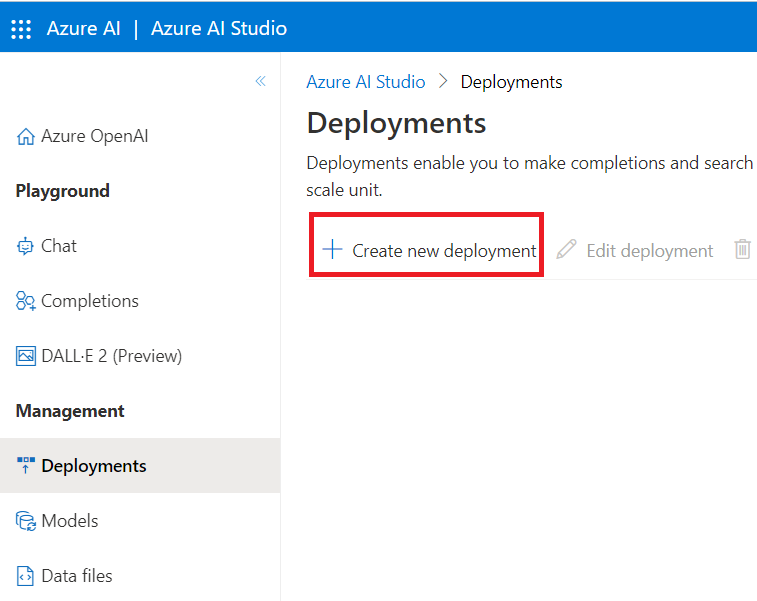 Azure AI | Azure AI Studio
Azure OpenAI
Playground
Chat
Completions
DALL·E 2 (Preview)
Management
Deployments
Models
Data files
Azure AI Studio > Deployments
Deployments
Deployments enable you to make completions and search
scale unit.
+ Create new deployment Edit deployment